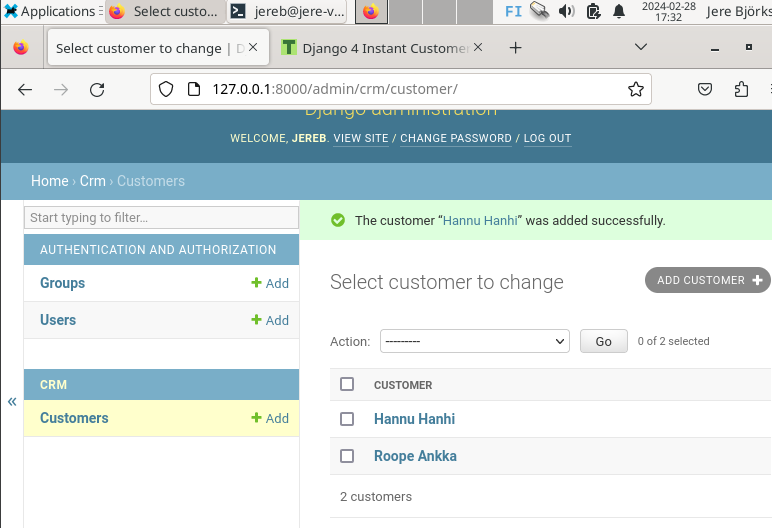 Applications
Select custo...
jereb@jere-v...
FI
2024-02-28
17:32
Jere Björks
Select customer to change | D
Django 4 Instant Customer
127.0.0.1:8000/admin/crm/customer/
Django administration
WELCOME, JEREB. VIEW SITE / CHANGE PASSWORD / LOG OUT
Home › Crm › Customers
Start typing to filter...
The customer “Hannu Hanhi” was added successfully.
AUTHENTICATION AND AUTHORIZATION
Groups + Add
Users + Add
CRM
Customers + Add
«
Select customer to change
ADD CUSTOMER +
Action: --------- Go 0 of 2 selected
CUSTOMER
Hannu Hanhi
Roope Ankka
2 customers